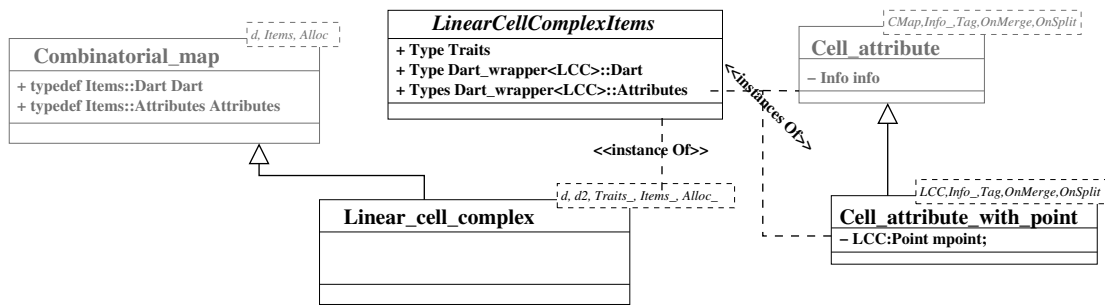 d, Items, Alloc
Combinatorial_map
+ typedef Items::Dart Dart
+ typedef Items::Attributes Attributes
LinearCellComplexItems
+ Type Traits
+ Type Dart_wrapper<LCC>::Dart
+ Types Dart_wrapper<LCC>::Attributes
CMap,Info_,Tag,OnMerge,OnSplit
Cell_attribute
− Info info
<<instances Of>>
<<instance Of>>
d, d2, Traits_, Items_, Alloc_
Linear_cell_complex
LCC,Info_,Tag,OnMerge,OnSplit
Cell_attribute_with_point
− LCC:Point mpoint;